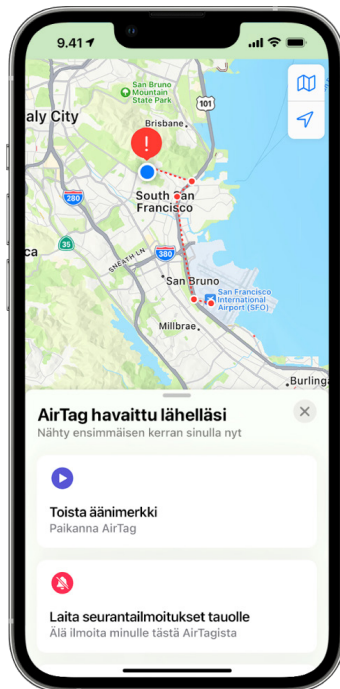 9.41
San Bruno
Mountain
State Park
101
aly City
Brisbane
!
280
South San
Francisco
35
ca
SNEATH LN
380
San Bruno
San Francisco
International
Airport (SFO)
Millbrae
Burling
AirTag havaittu lähelläsi
Nähty ensimmäisen kerran sinulla nyt
Toista äänimerkki
Paikanna AirTag
Laita seurantailmoitukset tauolle
Älä ilmoita minulle tästä AirTagista